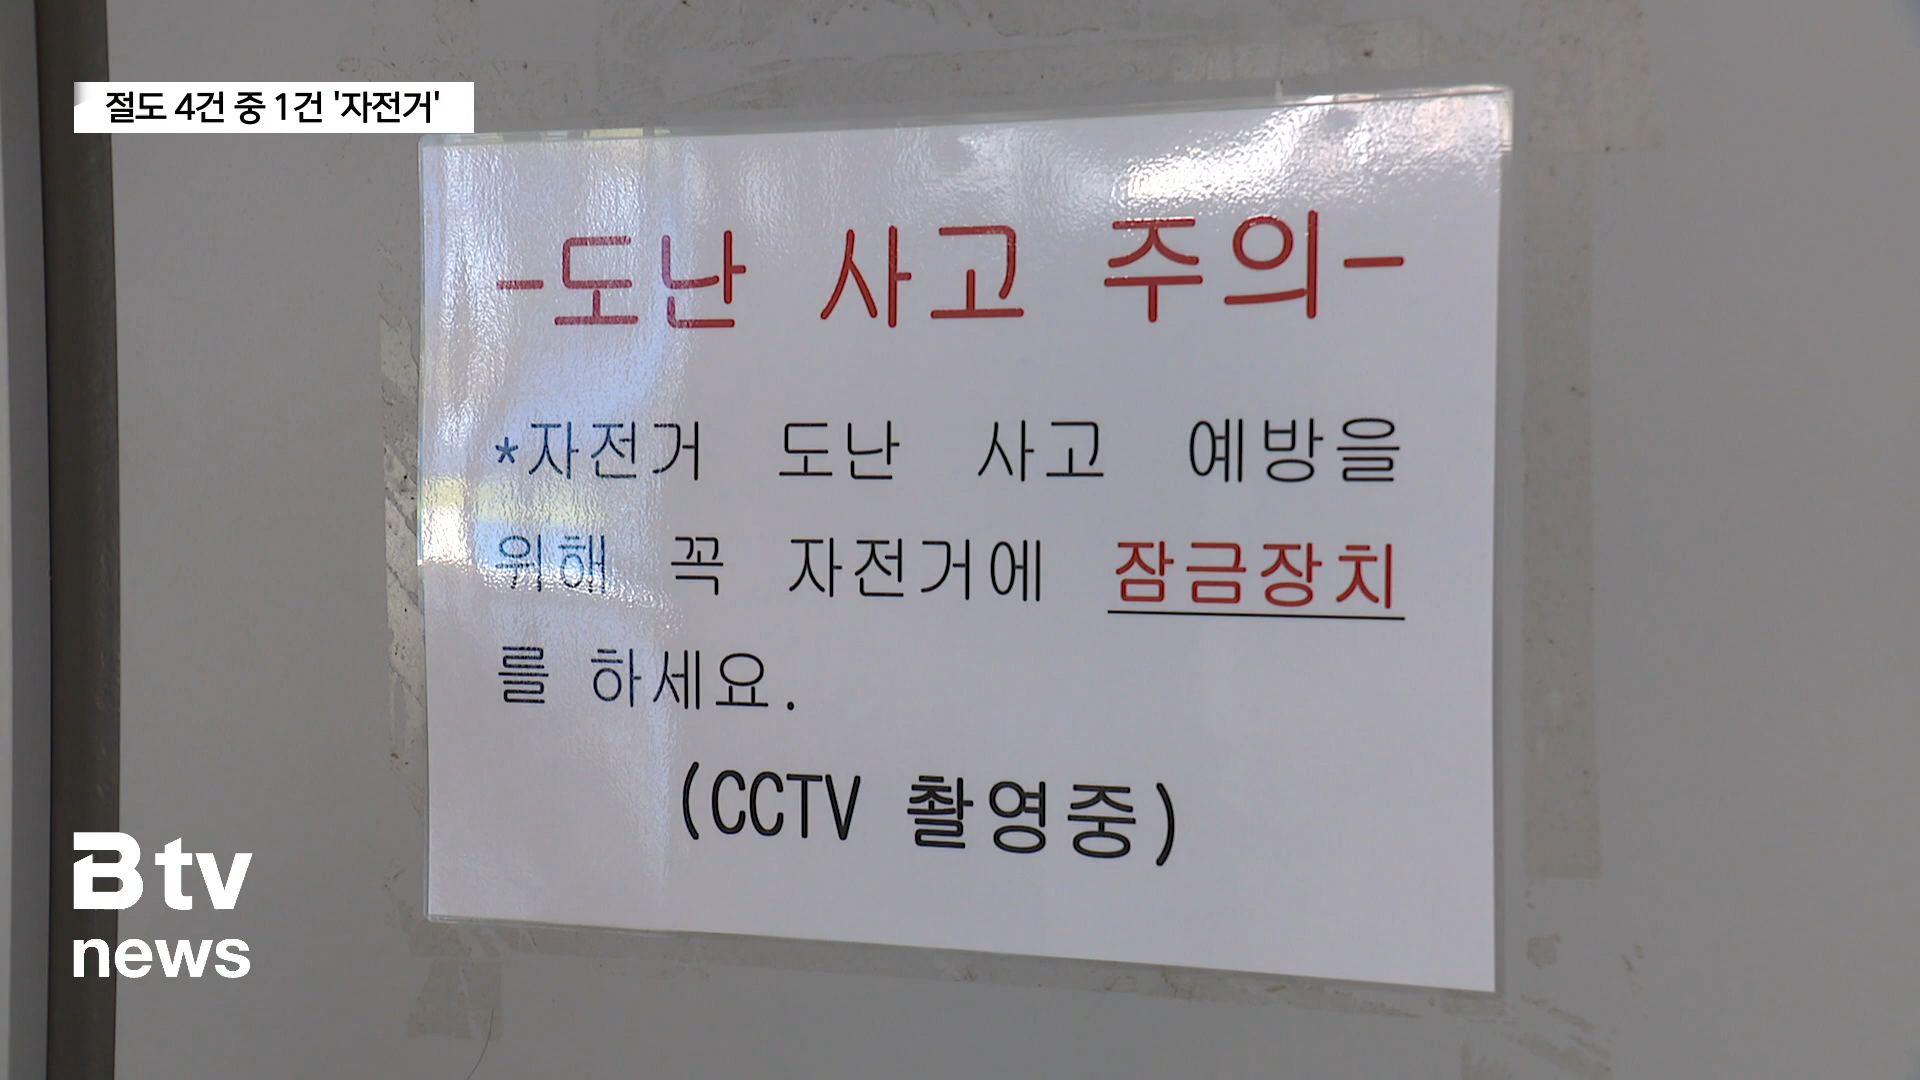 절도 4건 중 1건 '자전거'
-도난 사고 주의-
*자전거 도난 사고 예방을
위해 꼭 자전거에 잠금장치
를 하세요.
(CCTV 촬영중)
B tv
news